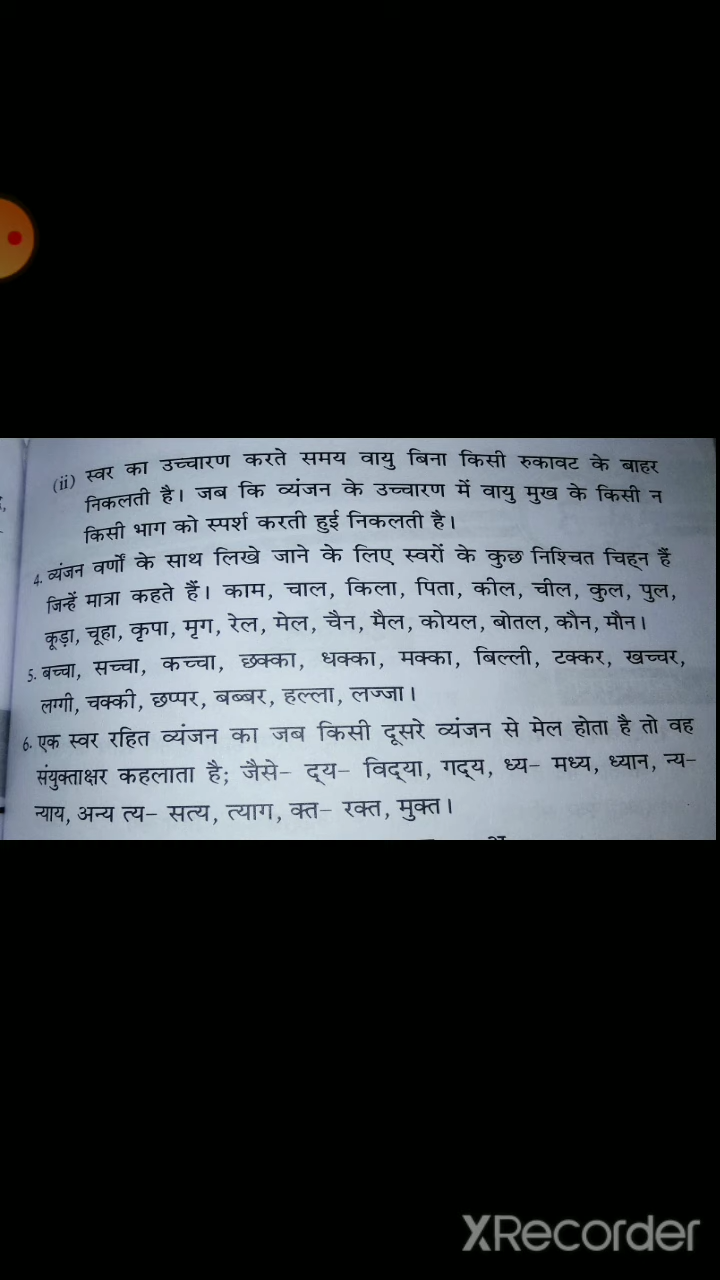 (ii) स्वर का उच्चारण करते समय वायु बिना किसी रुकावट के बाहर
निकलती है। जब कि व्यंजन के उच्चारण में वायु मुख के किसी न
किसी भाग को स्पर्श करती हुई निकलती है।
4. व्यंजन वर्णों के साथ लिखे जाने के लिए स्वरों के कुछ निश्चित चिह्न हैं
जिन्हें मात्रा कहते हैं। काम, चाल, किला, पिता, कील, चील, कुल, पुल,
कूड़ा, चूहा, कृपा, मृग, रेल, मेल, चैन, मैल, कोयल, बोतल, कौन, मौन।
5. बच्चा, सच्चा, कच्चा, छक्का, धक्का, मक्का, बिल्ली, टक्कर, खच्चर,
लग्गी, चक्की, छप्पर, बब्बर, हल्ला, लज्जा।
6. एक स्वर रहित व्यंजन का जब किसी दूसरे व्यंजन से मेल होता है तो वह
संयुक्ताक्षर कहलाता है; जैसे– द्‌य– विद्‌या, गद्‌य, ध्य– मध्य, ध्यान, न्य–
न्याय, अन्य त्य– सत्य, त्याग, क्त– रक्त, मुक्त।
XRecorder